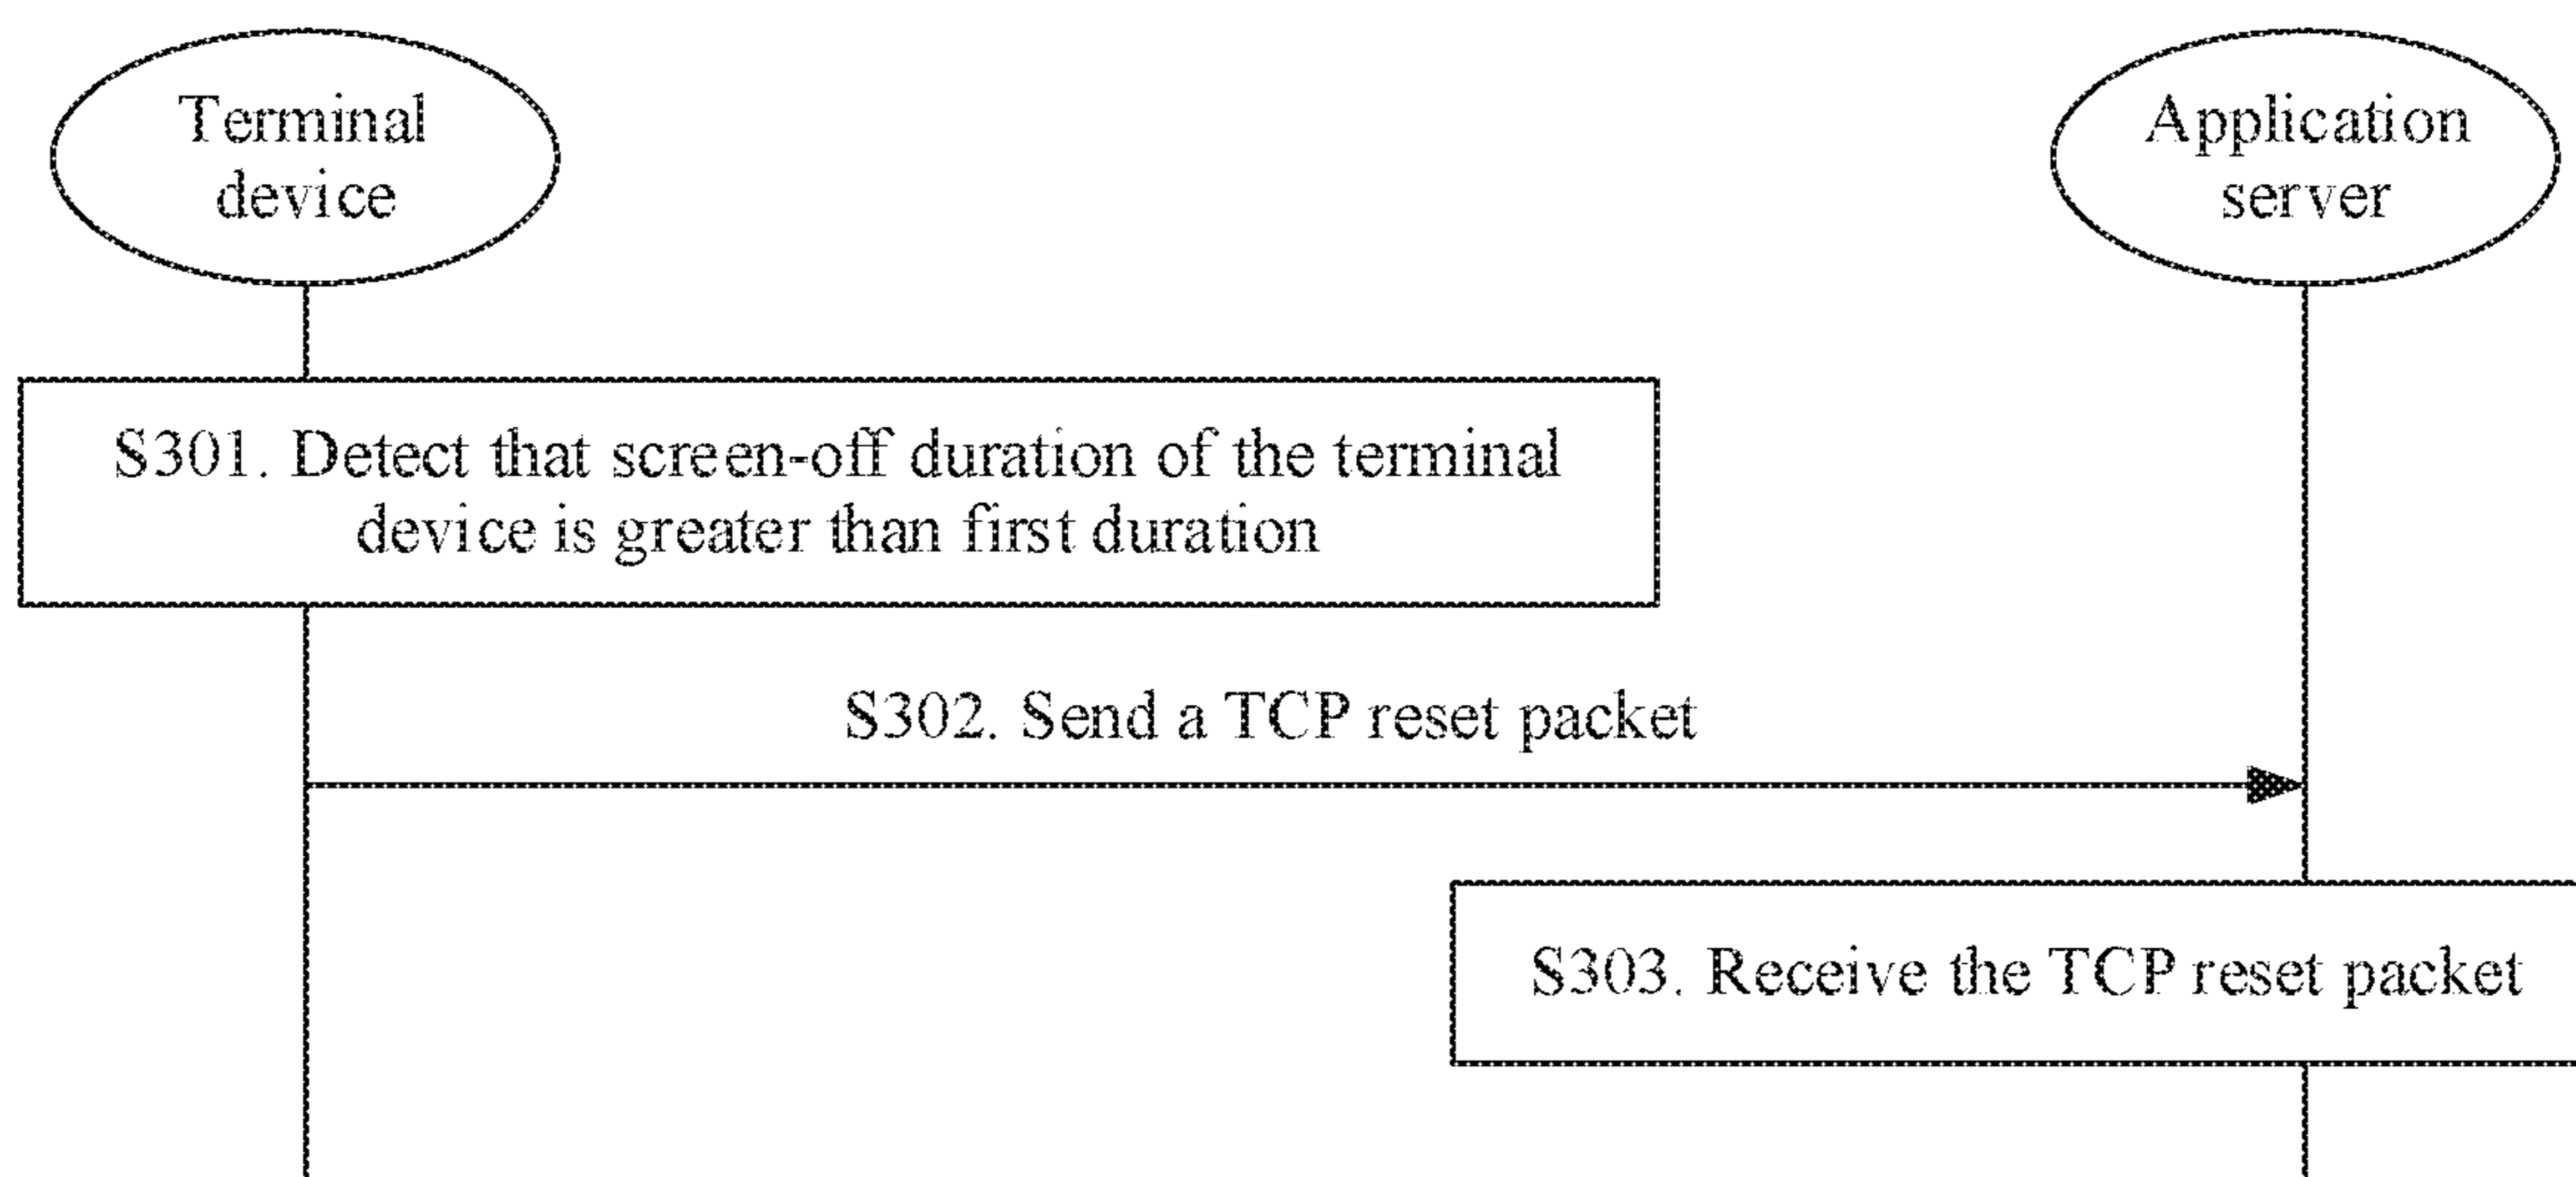 Terminal
device
Application
server
S301. Detect that screen-off duration of the terminal
device is greater than first duration
S302. Send a TCP reset packet
S303. Receive the TCP reset packet